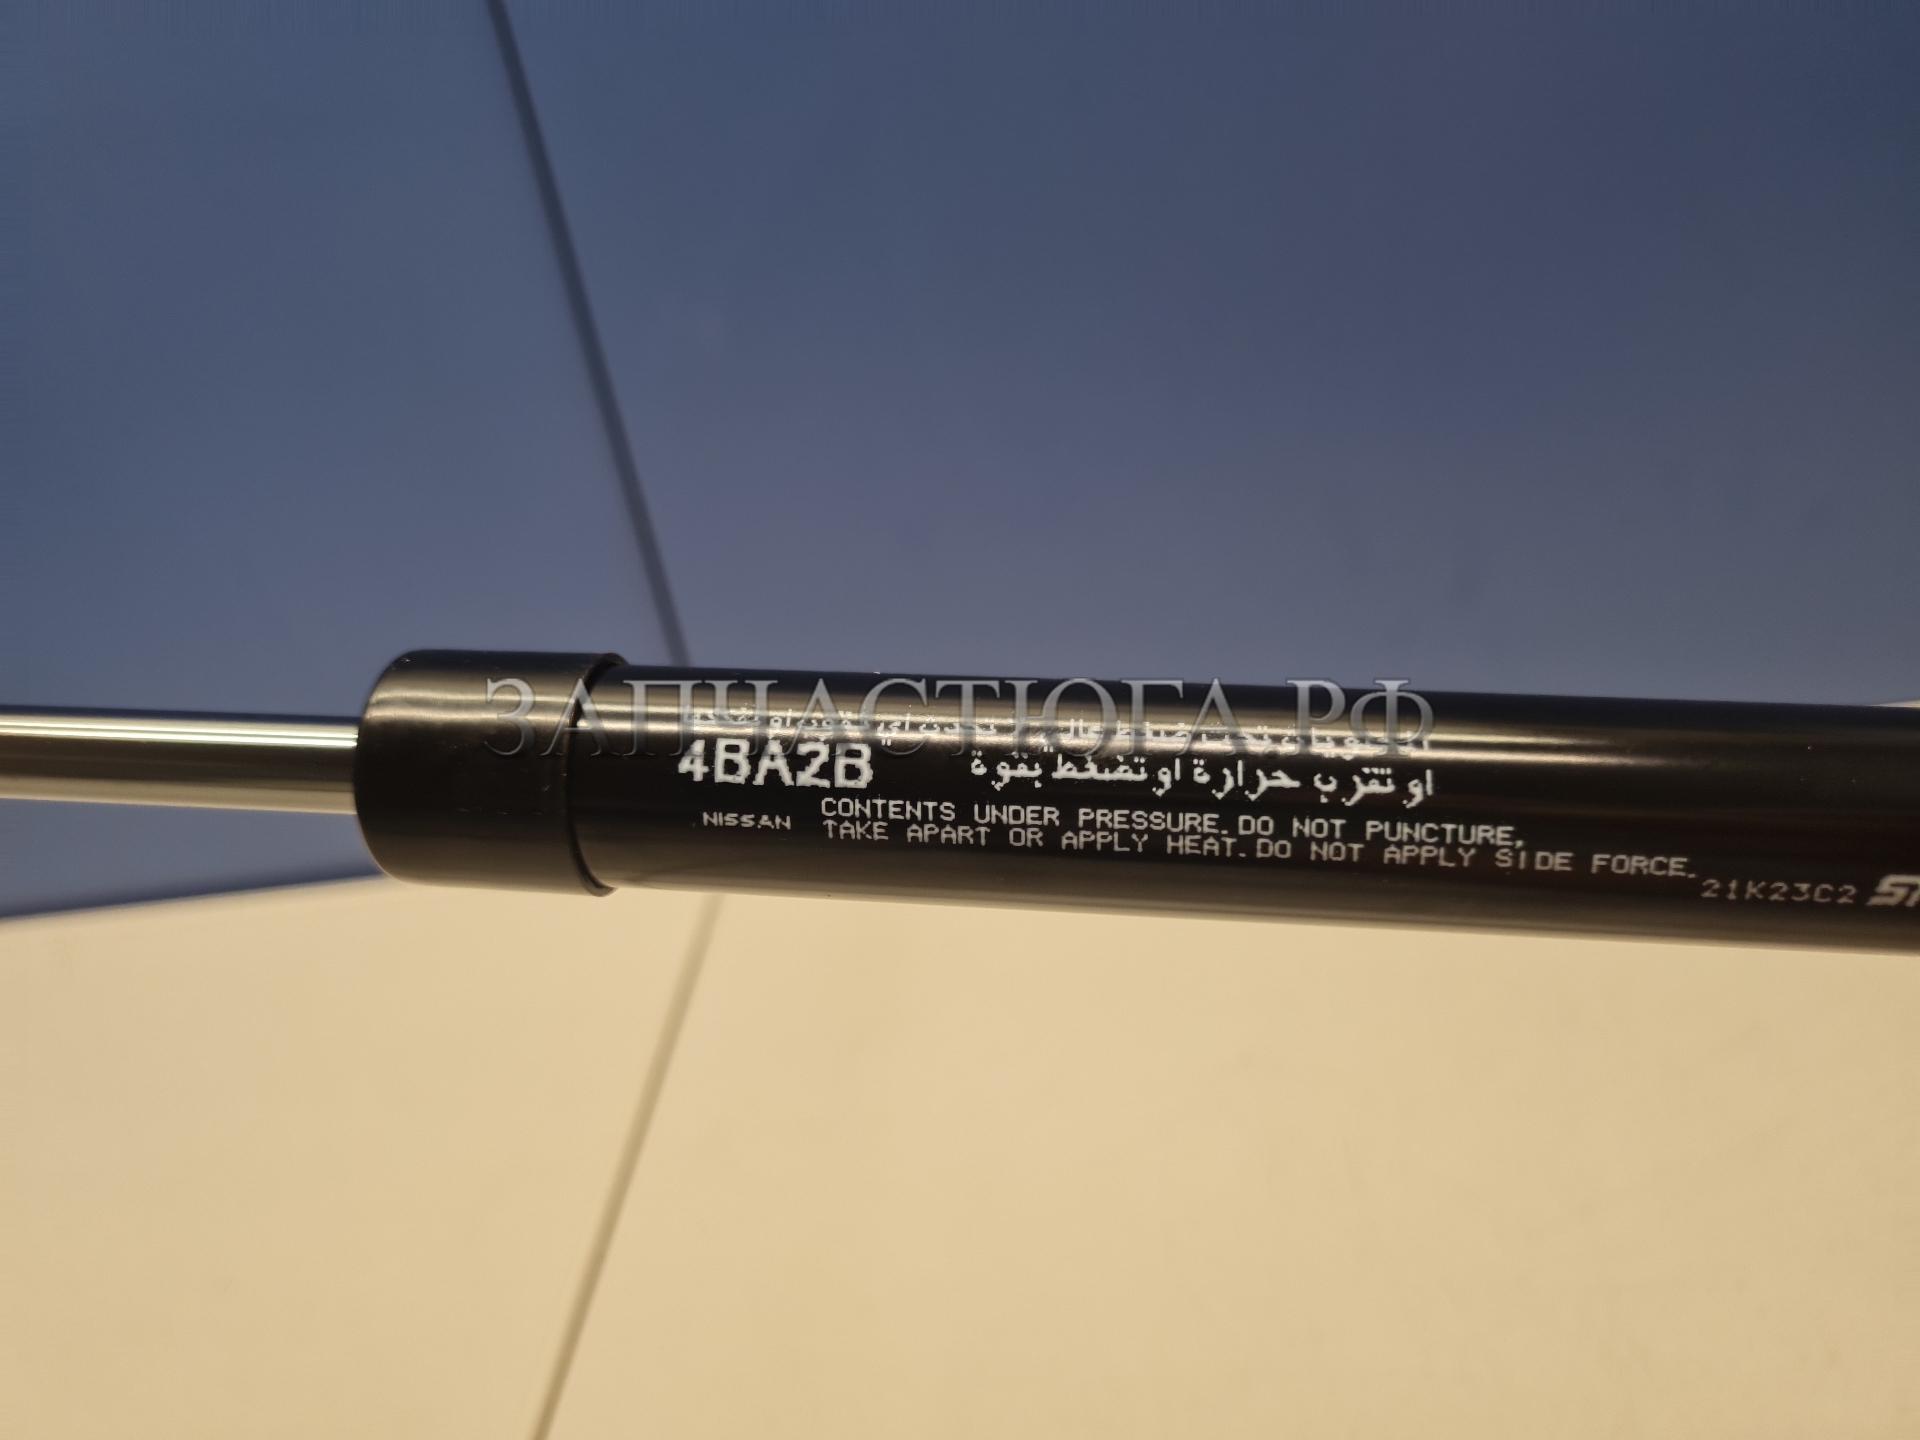 ЗАПЧАСТЮГА.РФ
4BA2B
او تقرب حرارة او تضغط بقوة
NISSAN
CONTENTS UNDER PRESSURE. DO NOT PUNCTURE,
TAKE APART OR APPLY HEAT. DO NOT APPLY SIDE FORCE.
21K23C2